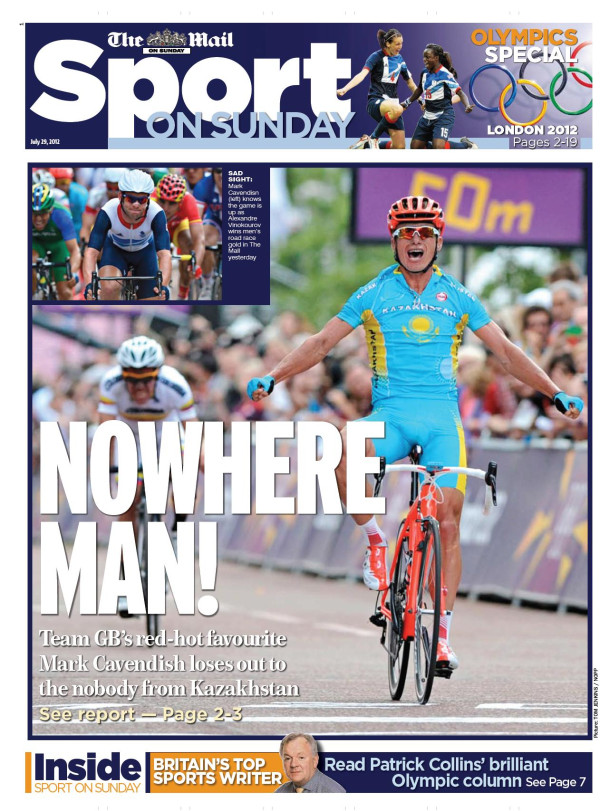 The Mail
ON SUNDAY
Sport
ON SUNDAY
July 29, 2012
OLYMPICS
SPECIAL
LONDON 2012
Pages 2-19
15
SAD
SIGHT:
Mark
Cavendish
(left) knows
the game is
up as
Alexandre
Vinokourov
wins men's
road race
gold in The
Mall
yesterday
50m
KAZAKHSTAN
NOWHERE
MAN!
Team GB's red-hot favourite
Mark Cavendish loses out to
the nobody from Kazakhstan
See report — Page 2-3
Picture: TOM JENKINS / NOPP
Inside
SPORT ON SUNDAY
BRITAIN'S TOP
SPORTS WRITER
Read Patrick Collins' brilliant
Olympic column See Page 7